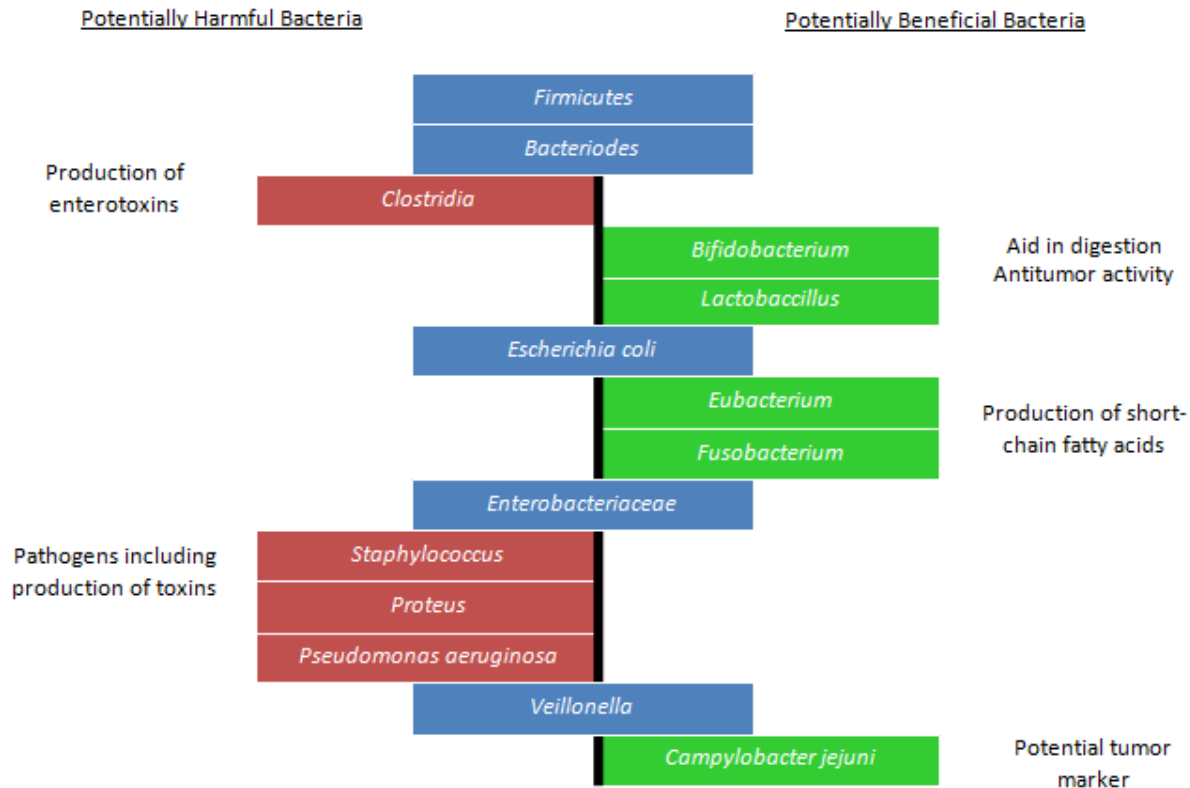 Potentially Harmful Bacteria
Potentially Beneficial Bacteria
Firmicutes
Bacteriodes
Production of
enterotoxins
Clostridia
Bifidobacterium
Lactobaccillus
Aid in digestion
Antitumor activity
Escherichia coli
Eubacterium
Fusobacterium
Production of short-
chain fatty acids
Enterobacteriaceae
Pathogens including
production of toxins
Staphylococcus
Proteus
Pseudomonas aeruginosa
Veillonella
Campylobacter jejuni
Potential tumor
marker